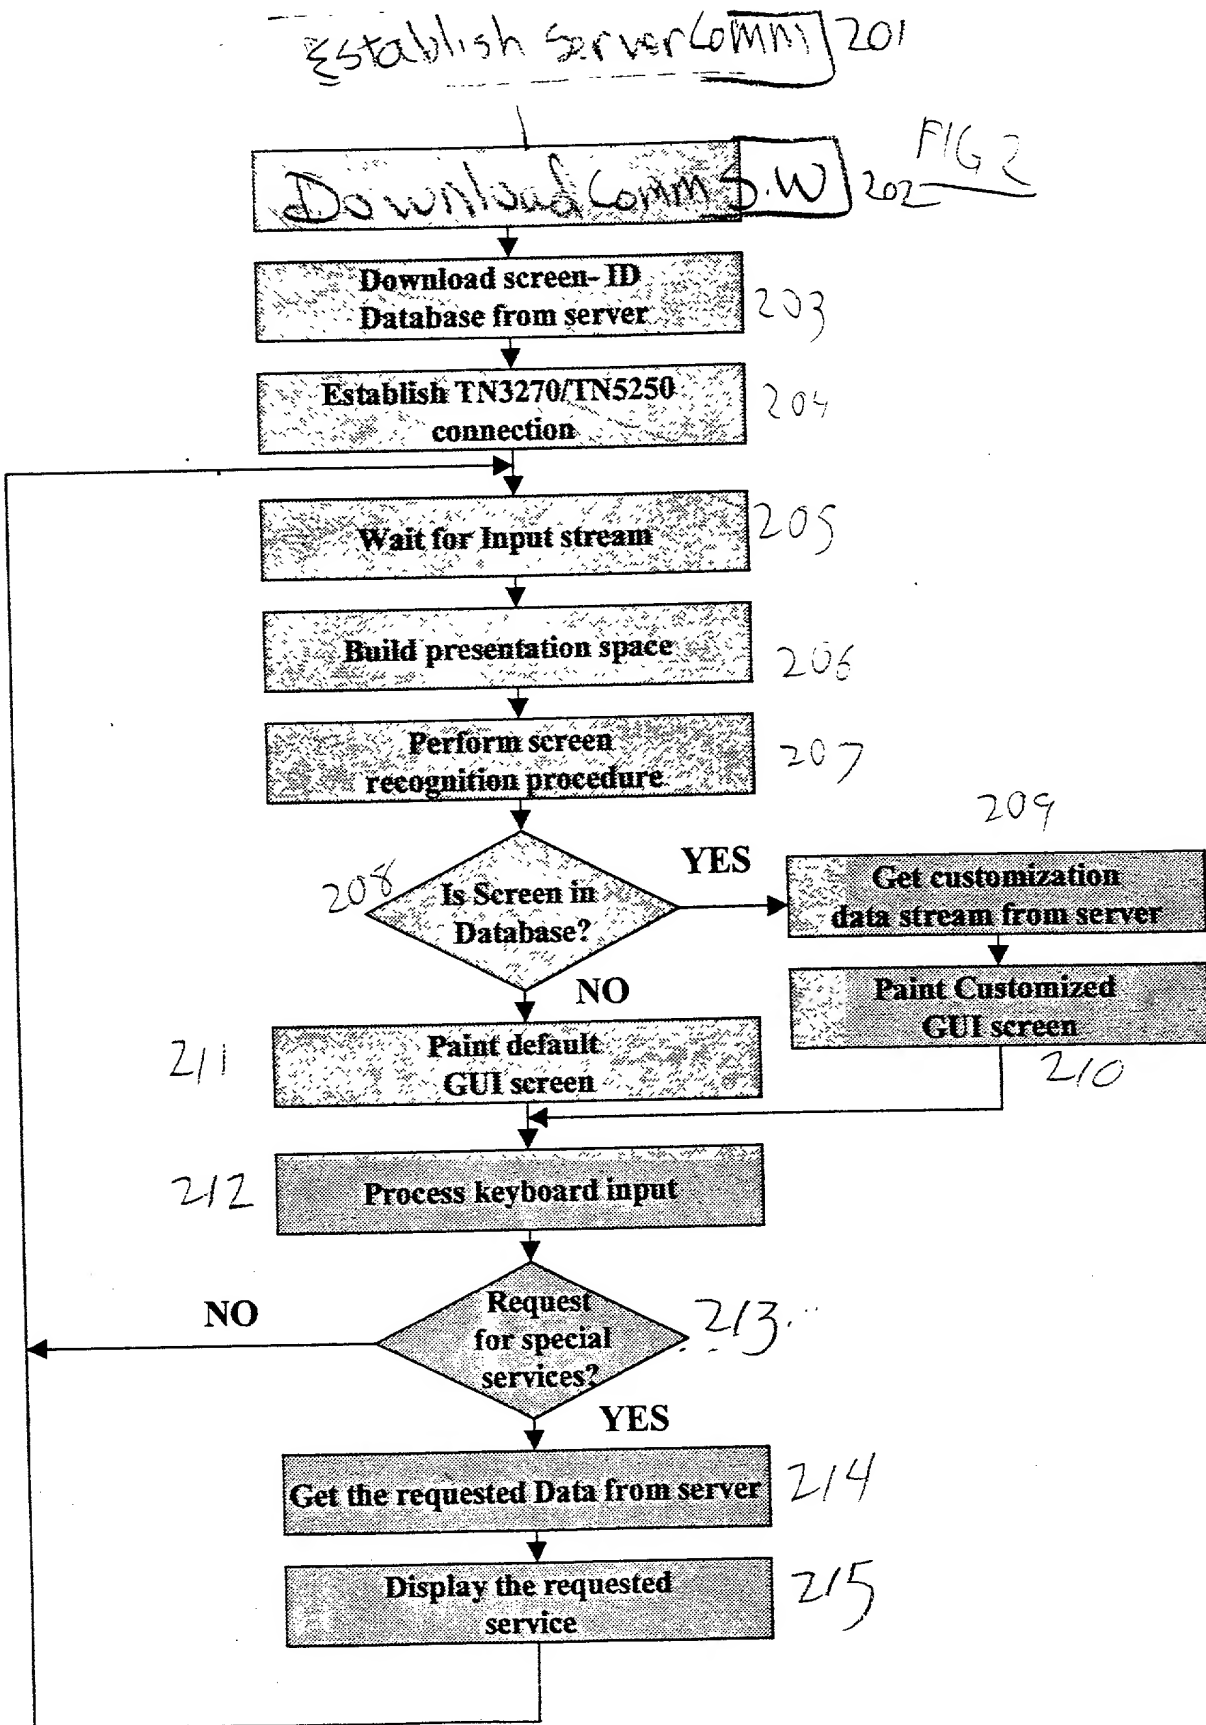 Establish Server Comm 201
Download Comm S.W 202
FIG 2
Download screen- ID
Database from server
203
Establish TN3270/TN5250
connection
204
Wait for Input stream
205
Build presentation space
206
Perform screen
recognition procedure
207
208
Is Screen in
Database?
YES
209
Get customization
data stream from server
NO
Paint Customized
GUI screen
210
211
Paint default
GUI screen
212
Process keyboard input
NO
Request
for special
services?
213
YES
Get the requested Data from server
214
Display the requested
service
215